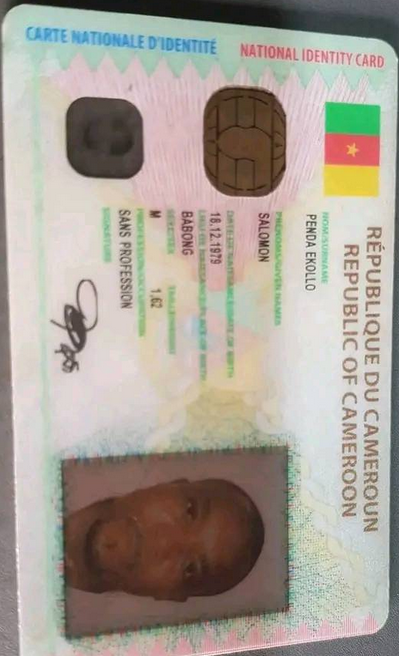 RÉPUBLIQUE DU CAMEROUN
REPUBLIC OF CAMEROON
CARTE NATIONALE D'IDENTITÉ
NATIONAL IDENTITY CARD
NOM/SURNAME
PENDA EKOLLO
PRÉNOMS/GIVEN NAMES
SALOMON
DATE DE NAISSANCE/DATE OF BIRTH
18.12.1979
LIEU DE NAISSANCE/PLACE OF BIRTH
BABONG
SEXE/SEX TAILLE/HEIGHT
M 1,62
PROFESSION/OCCUPATION
SANS PROFESSION
SIGNATURE